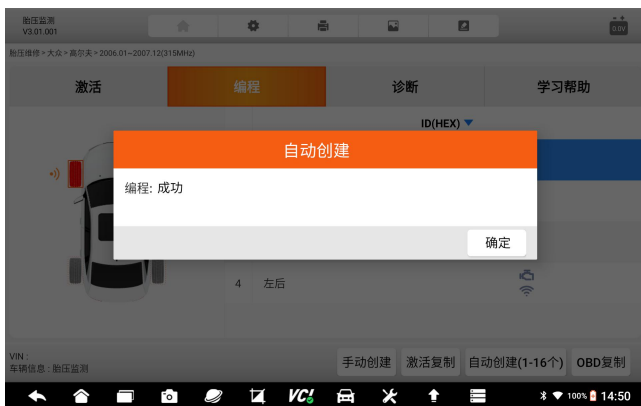 胎压监测
V3.01.001
0.0V
胎压维修 > 大众 > 高尔夫 > 2006.01--2007.12(315MHz)
激活
编程
诊断
学习帮助
ID(HEX)
自动创建
编程: 成功
确定
4 左后
VIN :
车辆信息 : 胎压监测
手动创建
激活复制
自动创建(1-16个)
OBD复制
VC!
100% 14:50